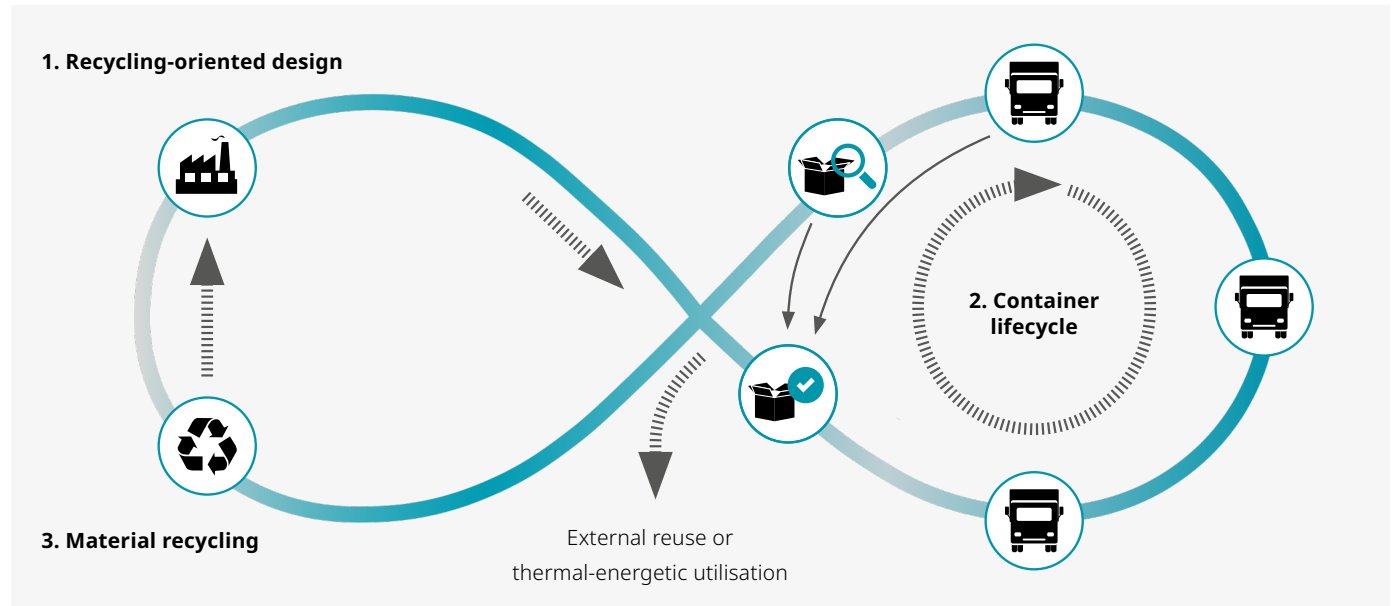 1. Recycling-oriented design
2. Container
lifecycle
3. Material recycling
External reuse or
thermal-energetic utilisation